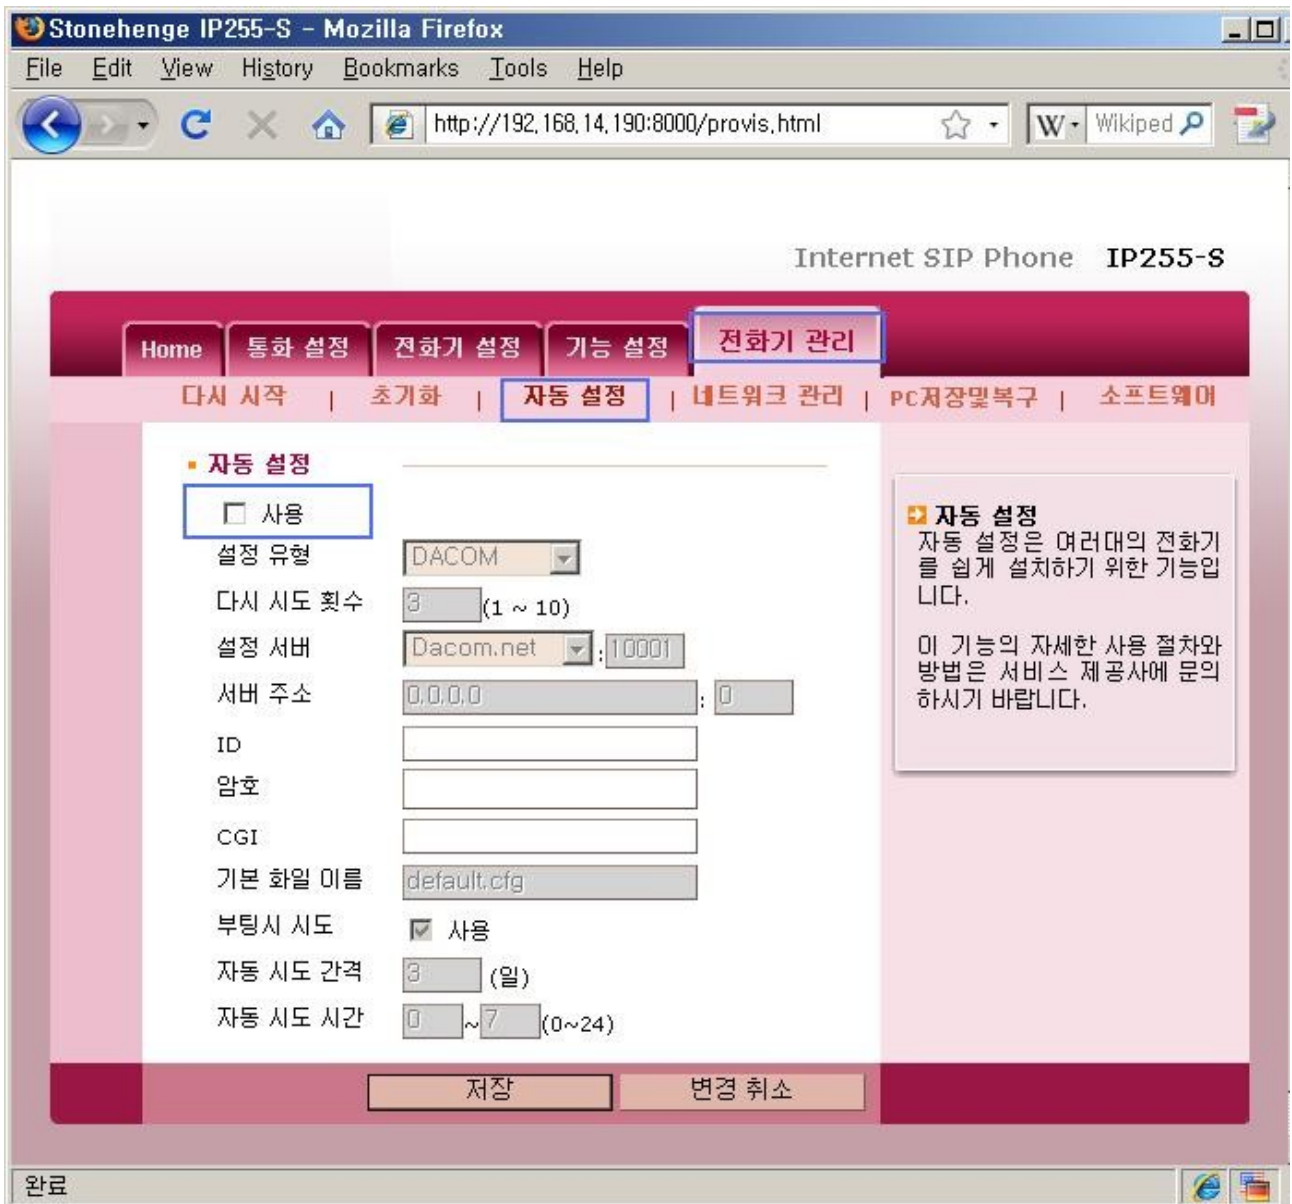 Stonehenge IP255-S - Mozilla Firefox
File Edit View History Bookmarks Tools Help
http://192.168.14.190:8000/provis.html W Wikiped
Internet SIP Phone IP255-S
Home 통화 설정 전화기 설정 기능 설정 전화기 관리
다시 시작 | 초기화 | 자동 설정 | 네트워크 관리 | PC저장및복구 | 소프트웨어
자동 설정
사용
설정 유형 DACOM
다시 시도 횟수 3 (1 ~ 10)
설정 서버 Dacom.net : 10001
서버 주소 0.0.0.0 : 0
ID
암호
CGI
기본 화일 이름 default.cfg
부팅시 시도 사용
자동 시도 간격 3 (일)
자동 시도 시간 0 ~ 7 (0~24)
저장 변경 취소
자동 설정
자동 설정은 여러대의 전화기
를 쉽게 설치하기 위한 기능입
니다.
이 기능의 자세한 사용 절차와
방법은 서비스 제공사에 문의
하시기 바랍니다.
완료